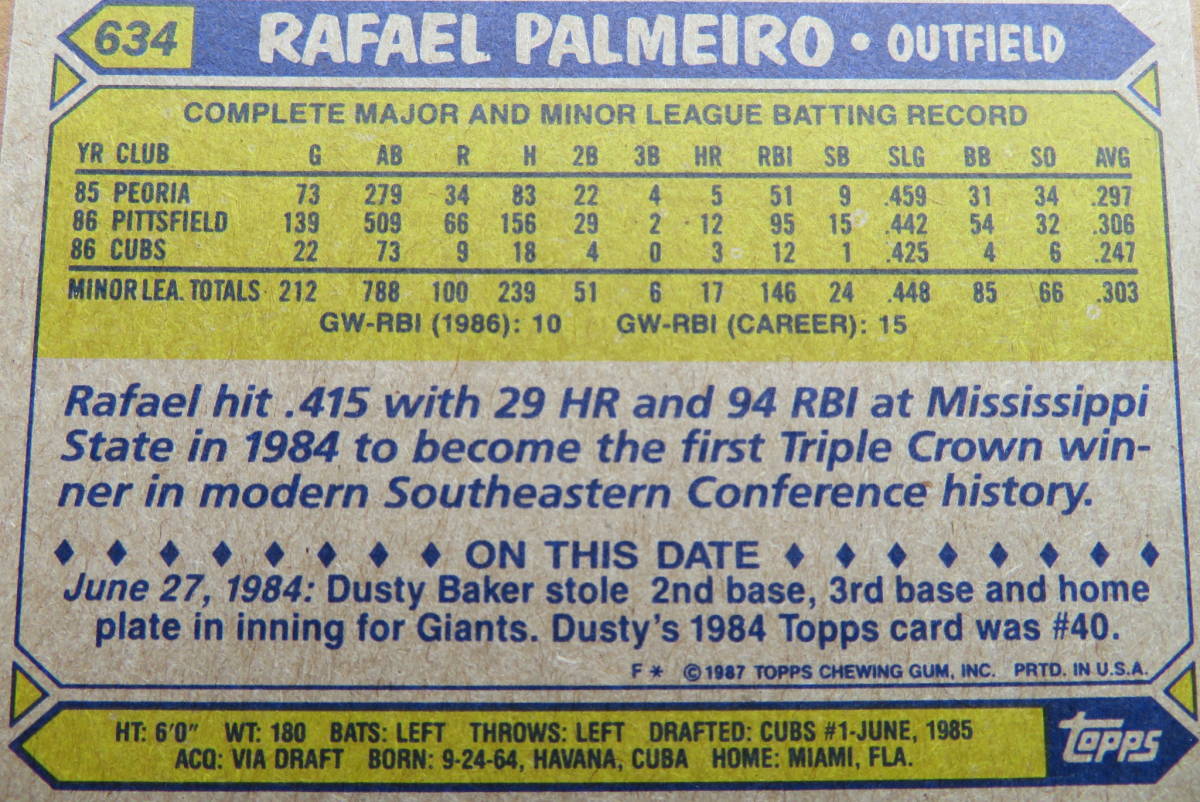 634 RAFAEL PALMEIRO • OUTFIELD
COMPLETE MAJOR AND MINOR LEAGUE BATTING RECORD
YR CLUB G AB R H 2B 3B HR RBI SB SLG BB SO AVG
85 PEORIA 73 279 34 83 22 4 5 51 9 .459 31 34 .297
86 PITTSFIELD 139 509 66 156 29 2 12 95 15 .442 54 32 .306
86 CUBS 22 73 9 18 4 0 3 12 1 .425 4 6 .247
MINOR LEA. TOTALS 212 788 100 239 51 6 17 146 24 .448 85 66 .303
GW-RBI (1986): 10 GW-RBI (CAREER): 15
Rafael hit .415 with 29 HR and 94 RBI at Mississippi
State in 1984 to become the first Triple Crown win-
ner in modern Southeastern Conference history.
♦ ♦ ♦ ♦ ♦ ♦ ♦ ♦ ON THIS DATE ♦ ♦ ♦ ♦ ♦ ♦ ♦ ♦
June 27, 1984: Dusty Baker stole 2nd base, 3rd base and home
plate in inning for Giants. Dusty's 1984 Topps card was #40.
F * © 1987 TOPPS CHEWING GUM, INC. PRTD. IN U.S.A.
HT: 6'0" WT: 180 BATS: LEFT THROWS: LEFT DRAFTED: CUBS #1-JUNE, 1985
ACQ: VIA DRAFT BORN: 9-24-64, HAVANA, CUBA HOME: MIAMI, FLA.
topps